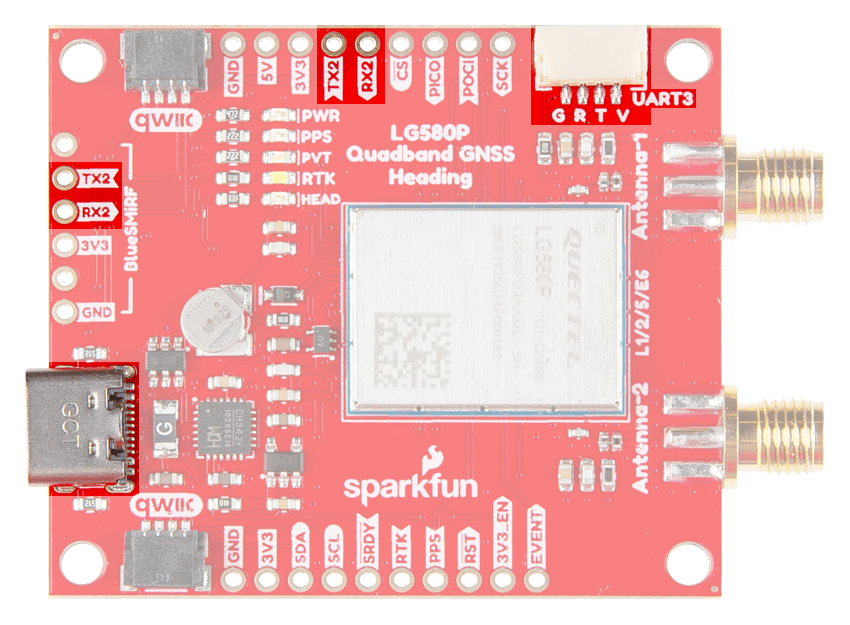 GND
5V
3V3
TX2
RX2
CS
PICO
POCI
SCK
qwiic
G R T V
UART3
PWR
PPS
PVT
RTK
HEAD
LG580P
Quadband GNSS
Heading
Antenna-1
TX2
RX2
3V3
GND
BlueSMiRF
QUECTEL
LG580P
L1/2/5/E6
GCT
G
Antenna-2
sparkfun
qwiic
GND
3V3
SDA
SCL
SRDY
RTK
PPS
RST
3V3_EN
EVENT